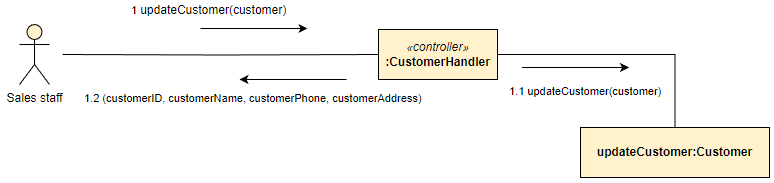 1 updateCustomer(customer)
«controller»
:CustomerHandler
Sales staff
1.2 (customerID, customerName, customerPhone, customerAddress)
1.1 updateCustomer(customer)
updateCustomer:Customer